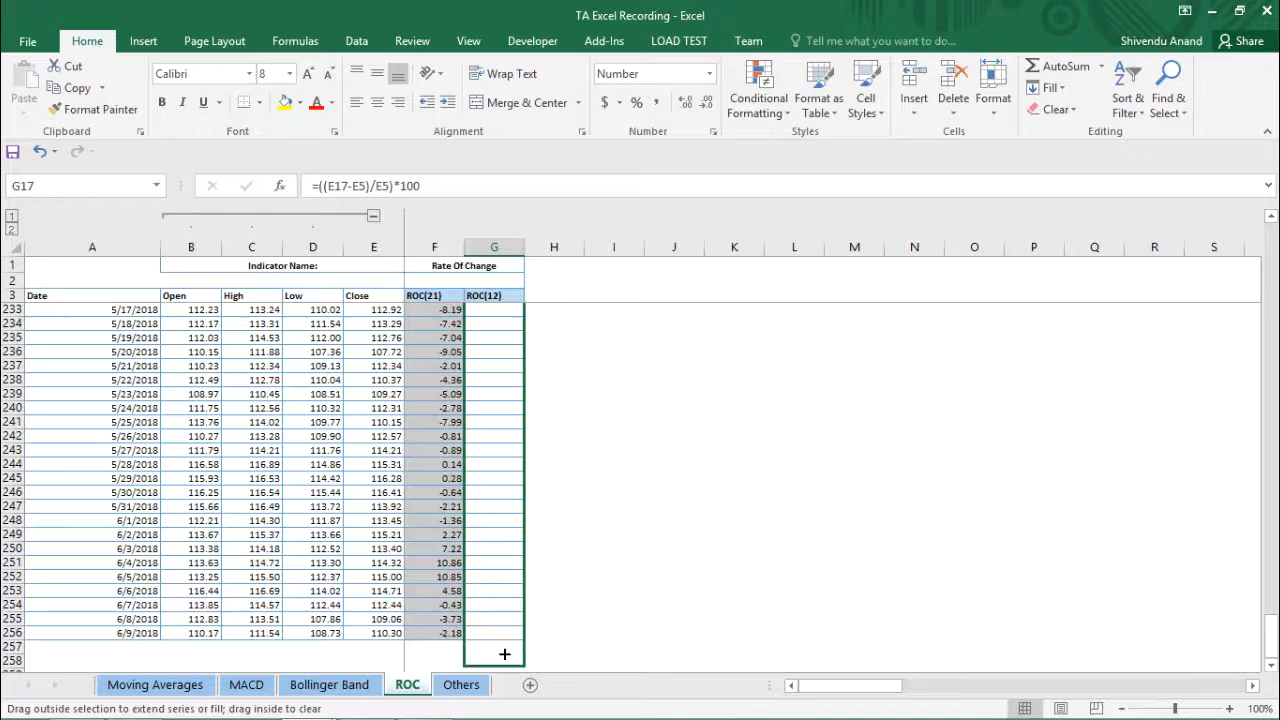 TA Excel Recording - Excel
File Home Insert Page Layout Formulas Data Review View Developer Add-Ins LOAD TEST Team Tell me what you want to do... Shivendu Anand Share
Cut Calibri 8 Wrap Text Number AutoSum
Copy Fill
Paste Format Painter Merge & Center Conditional Formatting Format as Table Cell Styles Insert Delete Format Clear Sort & Filter Find & Select
Clipboard Font Alignment Number Styles Cells Editing
G17 fx =((E17-E5)/E5)*100
1
2
A B C D E F G H I J K L M N O P Q R S
1 Indicator Name: Rate Of Change
2
3 Date Open High Low Close ROC(21) ROC(12)
233 5/17/2018 112.23 113.24 110.02 112.92 -8.19
234 5/18/2018 112.17 113.31 111.54 113.29 -7.42
235 5/19/2018 112.03 114.53 112.00 112.76 -7.04
236 5/20/2018 110.15 111.88 107.36 107.72 -9.05
237 5/21/2018 110.23 112.34 109.13 112.34 -2.01
238 5/22/2018 112.49 112.78 110.04 110.37 -4.36
239 5/23/2018 108.97 110.45 108.51 109.27 -5.09
240 5/24/2018 111.75 112.56 110.32 112.31 -2.78
241 5/25/2018 113.76 114.02 109.77 110.15 -7.99
242 5/26/2018 110.27 113.28 109.90 112.57 -0.81
243 5/27/2018 111.79 114.21 111.76 114.21 -0.89
244 5/28/2018 116.58 116.89 114.86 115.31 0.14
245 5/29/2018 115.93 116.53 114.42 116.28 0.28
246 5/30/2018 116.25 116.54 115.44 116.41 -0.64
247 5/31/2018 115.66 116.49 113.72 113.92 -2.21
248 6/1/2018 112.21 114.30 111.87 113.45 -1.36
249 6/2/2018 113.67 115.37 113.66 115.21 2.27
250 6/3/2018 113.38 114.18 112.52 113.40 7.22
251 6/4/2018 113.63 114.72 113.30 114.32 10.86
252 6/5/2018 113.25 115.50 112.37 115.00 10.85
253 6/6/2018 116.44 116.69 114.02 114.71 4.58
254 6/7/2018 113.85 114.57 112.44 112.44 -0.43
255 6/8/2018 112.83 113.51 107.86 109.06 -3.73
256 6/9/2018 110.17 111.54 108.73 110.30 -2.18
257
258
Moving Averages MACD Bollinger Band ROC Others
Drag outside selection to extend series or fill; drag inside to clear 100%